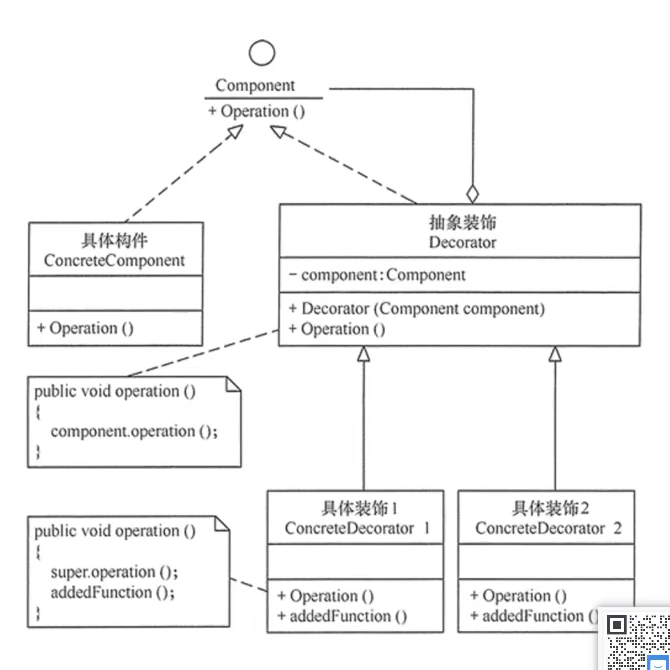 Component
+ Operation ()
具体构件
ConcreteComponent
+ Operation ()
抽象装饰
Decorator
− component: Component
+ Decorator (Component component)
+ Operation ()
public void operation ()
{
component.operation ();
}
public void operation ()
{
super.operation ();
addedFunction ();
}
具体装饰1
ConcreteDecorator 1
+ Operation ()
+ addedFunction ()
具体装饰2
ConcreteDecorator 2
+ Operation ()
+ addedFunction ()